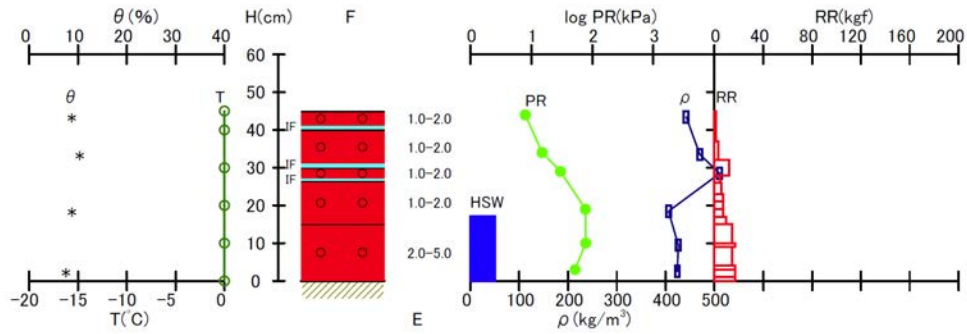 θ(%) H(cm) F log PR(kPa) RR(kgf)
0 10 20 30 40 0 1 2 3 0 40 80 120 160 200
60
50
θ T PR ρ RR
1.0-2.0
IF 40
1.0-2.0
IF 30 1.0-2.0
IF
20 1.0-2.0 HSW
10
2.0-5.0
0
-20 -15 -10 -5 0 0 100 200 300 400 500
T(℃) E ρ(kg/m³)